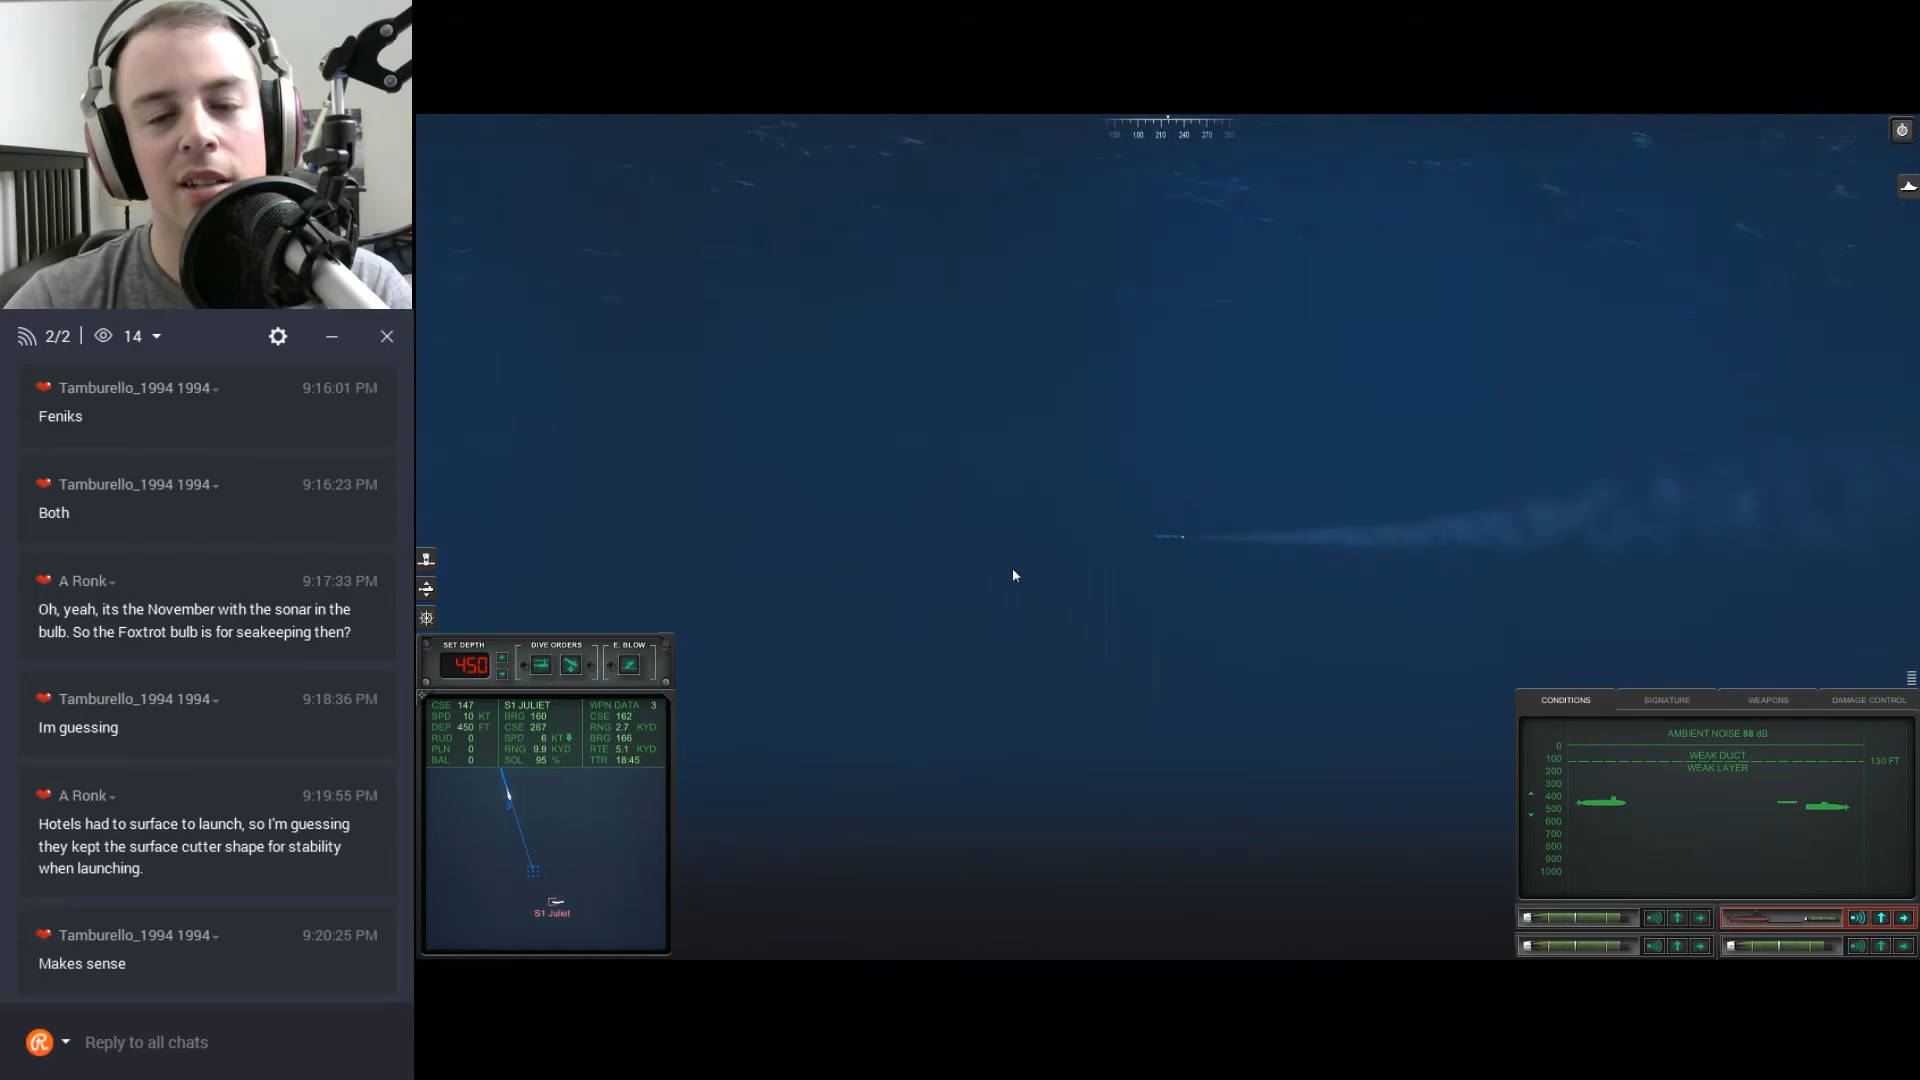 2/2 14
Tamburello_1994 1994 9:16:01 PM
Feniks
Tamburello_1994 1994 9:16:23 PM
Both
A Ronk 9:17:33 PM
Oh, yeah, its the November with the sonar in the
bulb. So the Foxtrot bulb is for seakeeping then?
Tamburello_1994 1994 9:18:36 PM
Im guessing
A Ronk 9:19:55 PM
Hotels had to surface to launch, so I'm guessing
they kept the surface cutter shape for stability
when launching.
Tamburello_1994 1994 9:20:25 PM
Makes sense
Reply to all chats
180 210 240 270
SET DEPTH DIVE ORDERS E. BLOW
450
CSE 147 S1 JULIET WPN DATA 3
SPD 10 KT BRG 160 CSE 162
DEP 450 FT CSE 267 RNG 2.7 KYD
RUD 0 SPD 6 KT BRG 166
PLN 0 RNG 9.9 KYD RTE 5.1 KYD
BAL 0 SOL 95 % TTR 18:45
3
S1 Juliet
CONDITIONS SIGNATURE WEAPONS DAMAGE CONTROL
AMBIENT NOISE 88 dB
0
100 WEAK DUCT 130 FT
200 WEAK LAYER
300
400
500
600
700
800
900
1000